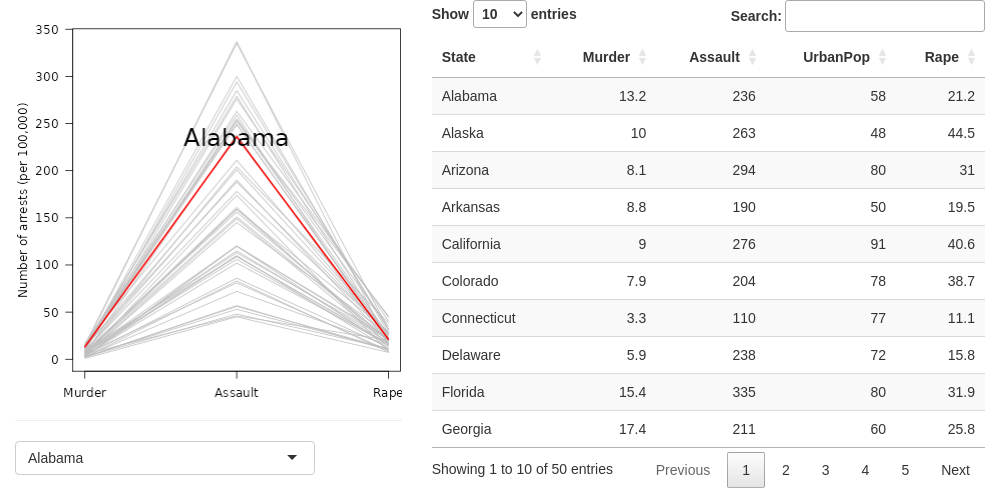 350
300
250
200
150
100
50
0
Number of arrests (per 100,000)
Alabama
Murder Assault Rape
Alabama
Show 10 entries Search:
State Murder Assault UrbanPop Rape
Alabama 13.2 236 58 21.2
Alaska 10 263 48 44.5
Arizona 8.1 294 80 31
Arkansas 8.8 190 50 19.5
California 9 276 91 40.6
Colorado 7.9 204 78 38.7
Connecticut 3.3 110 77 11.1
Delaware 5.9 238 72 15.8
Florida 15.4 335 80 31.9
Georgia 17.4 211 60 25.8
Showing 1 to 10 of 50 entries Previous 1 2 3 4 5 Next